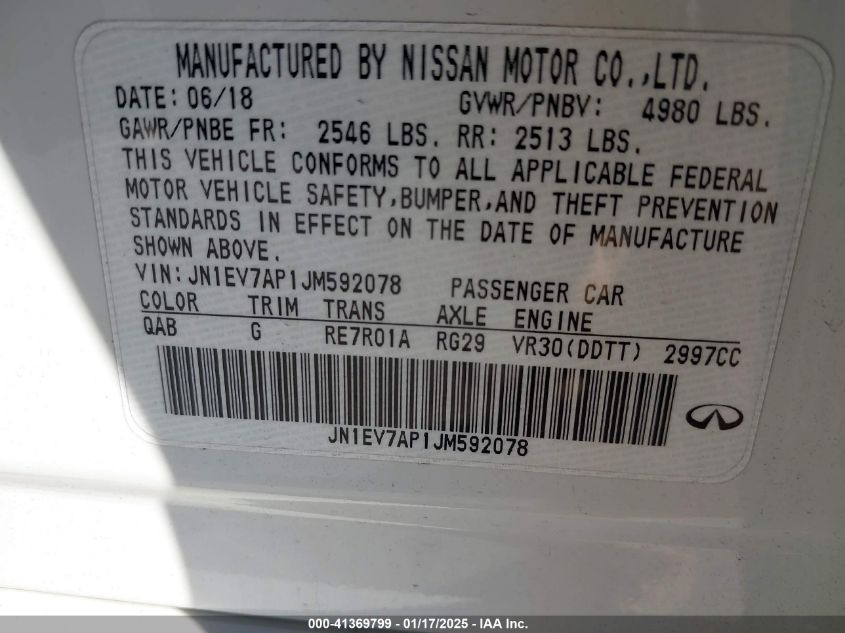 MANUFACTURED BY NISSAN MOTOR CO.,LTD.
DATE: 06/18 GVWR/PNBV: 4980 LBS.
GAWR/PNBE FR: 2546 LBS. RR: 2513 LBS.
THIS VEHICLE CONFORMS TO ALL APPLICABLE FEDERAL
MOTOR VEHICLE SAFETY,BUMPER,AND THEFT PREVENTION
STANDARDS IN EFFECT ON THE DATE OF MANUFACTURE
SHOWN ABOVE.
VIN:JN1EV7AP1JM592078 PASSENGER CAR
COLOR TRIM TRANS AXLE ENGINE
QAB G RE7R01A RG29 VR30(DDTT) 2997CC
JN1EV7AP1JM592078
000-41369799 - 01/17/2025 - IAA Inc.